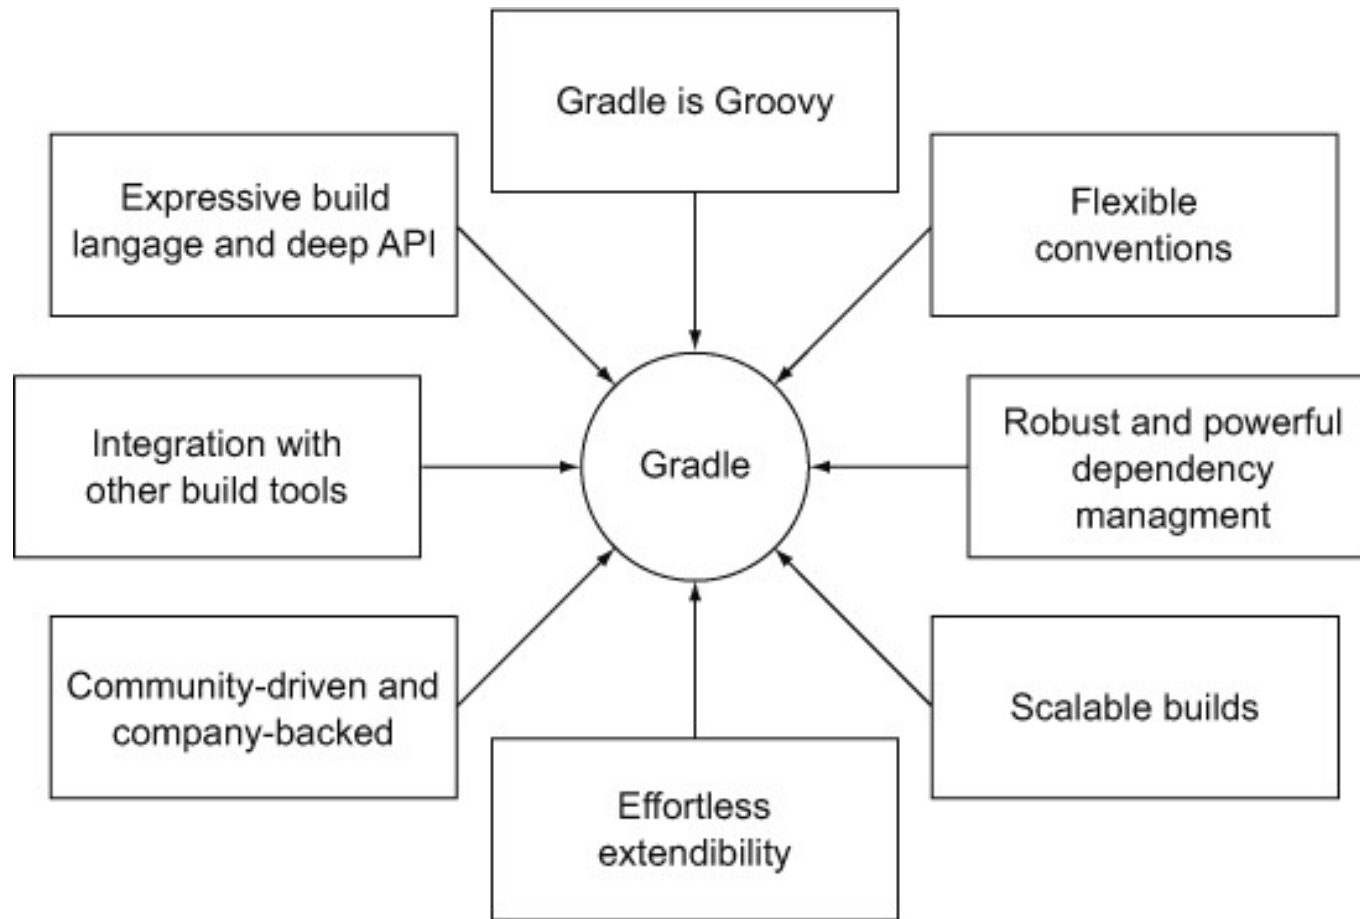 Gradle is Groovy
Expressive build
langage and deep API
Flexible
conventions
Integration with
other build tools
Gradle
Robust and powerful
dependency
managment
Community-driven and
company-backed
Scalable builds
Effortless
extendibility